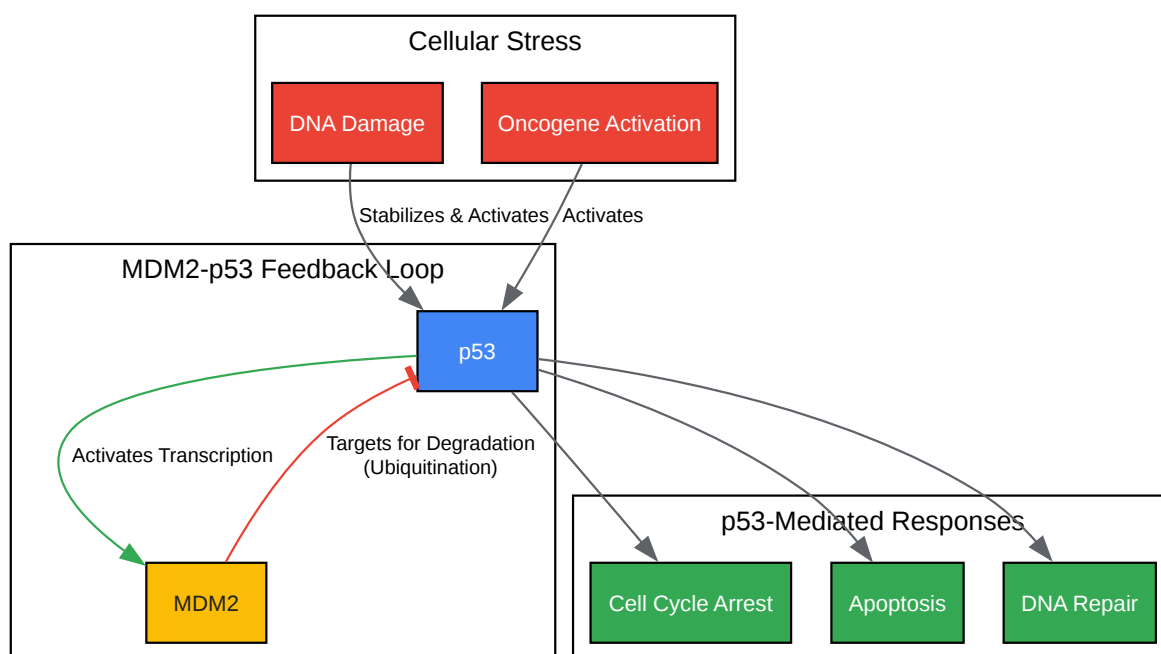 Cellular Stress
DNA Damage
Oncogene Activation
Stabilizes & Activates
Activates
MDM2-p53 Feedback Loop
p53
Activates Transcription
Targets for Degradation
(Ubiquitination)
p53-Mediated Responses
MDM2
Cell Cycle Arrest
Apoptosis
DNA Repair